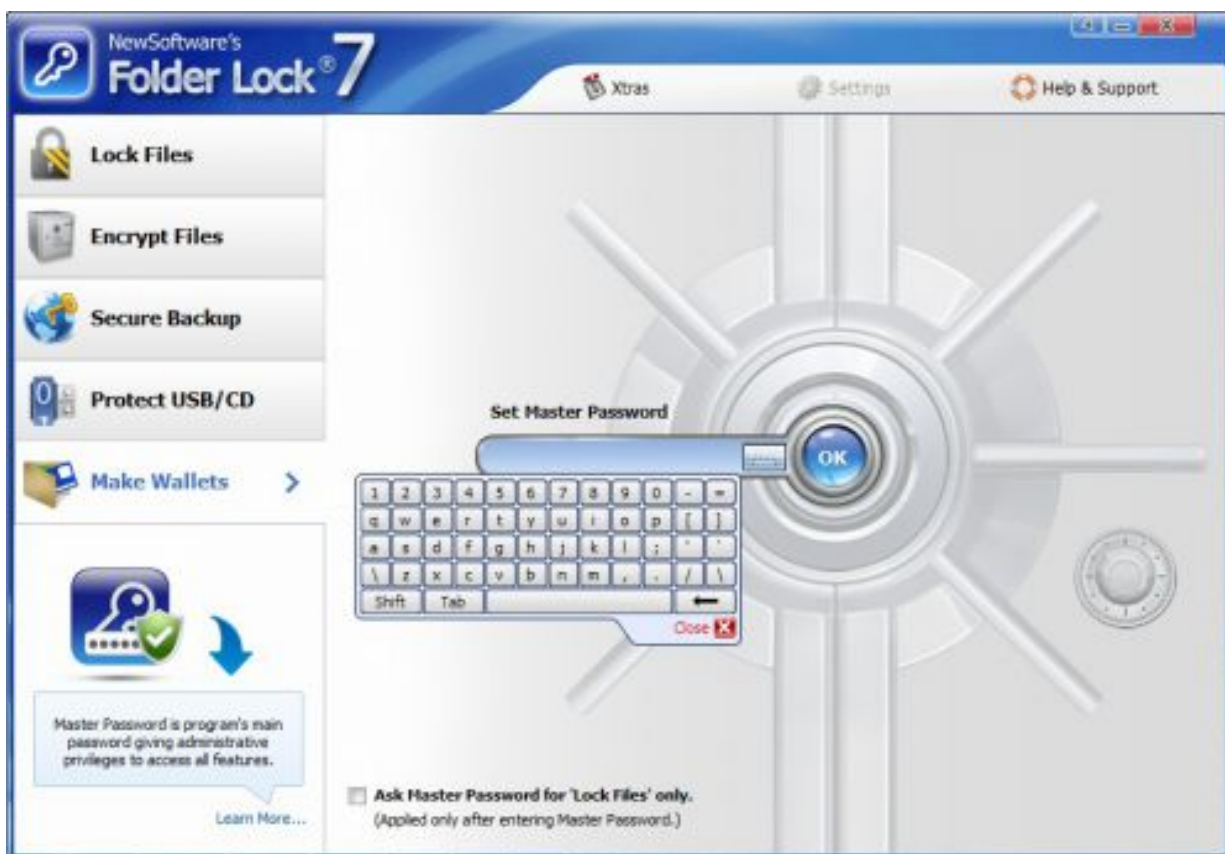 NewSoftware's
Folder Lock® 7
Xtras
Settings
Help & Support
Lock Files
Encrypt Files
Secure Backup
Protect USB/CD
Make Wallets >
Set Master Password
OK
1 2 3 4 5 6 7 8 9 0 - =
q w e r t y u i o p [ ]
a s d f g h j k l ; ' `
\ z x c v b n m , . / \
Shift Tab
Close
Master Password is program's main
password giving administrative
privileges to access all features.
Learn More...
Ask Master Password for 'Lock Files' only.
(Applied only after entering Master Password.)